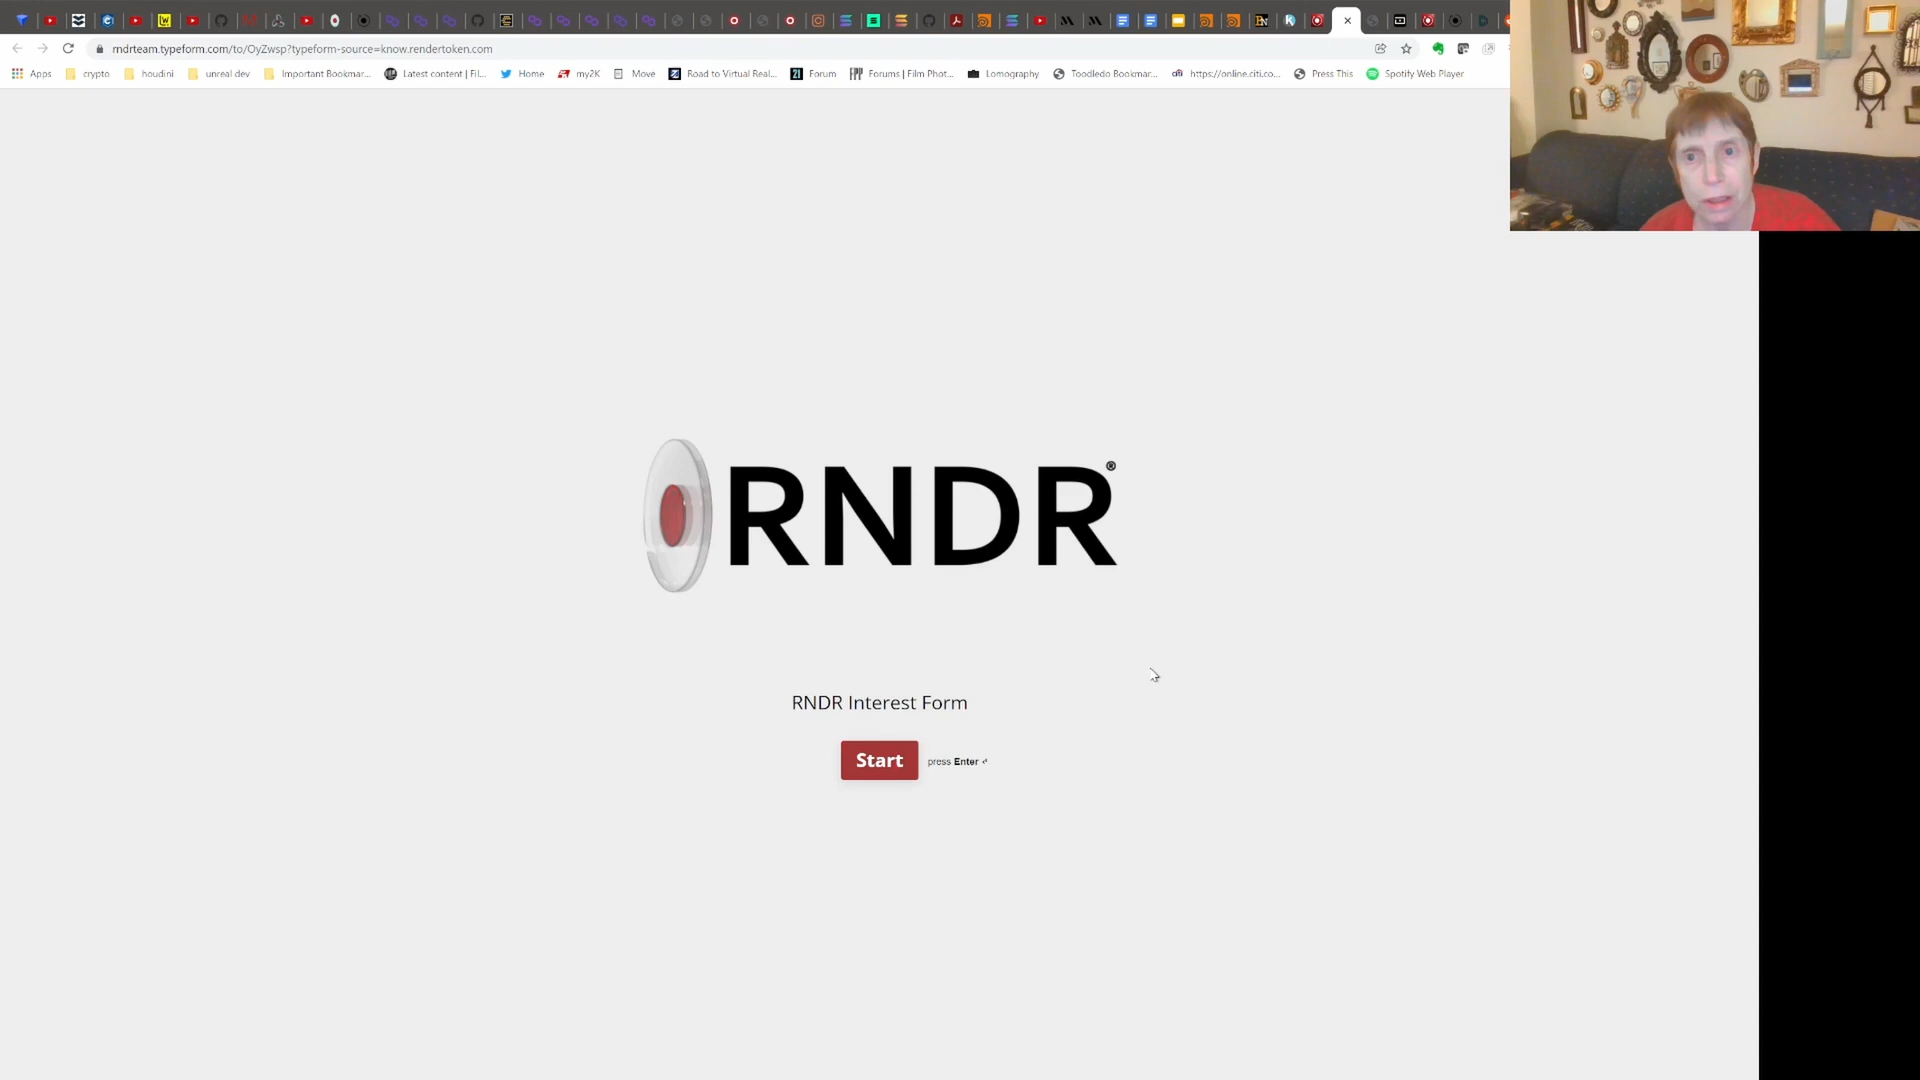 rndrteam.typeform.com/to/OyZwsp?typeform-source=know.rendertoken.com
Apps crypto houdini unreal dev Important Bookmar... Latest content | Fil... Home my2K Move Road to Virtual Real... Forum Forums | Film Phot... Lomography Toodledo Bookmar... https://online.citi.co... Press This Spotify Web Player
RNDR
RNDR Interest Form
Start press Enter